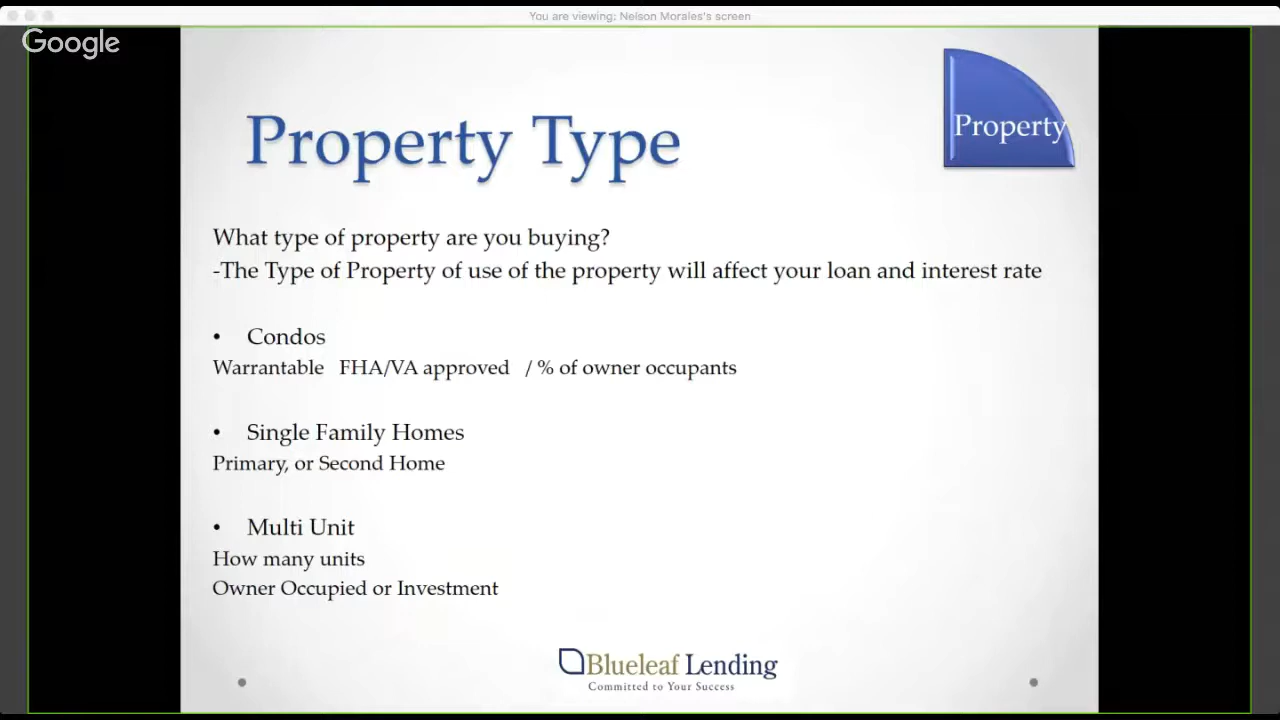 You are viewing: Nelson Morales's screen
Google
Property Type
Property
What type of property are you buying?
-The Type of Property of use of the property will affect your loan and interest rate
• Condos
Warrantable FHA/VA approved / % of owner occupants
• Single Family Homes
Primary, or Second Home
• Multi Unit
How many units
Owner Occupied or Investment
Blueleaf Lending
Committed to Your Success